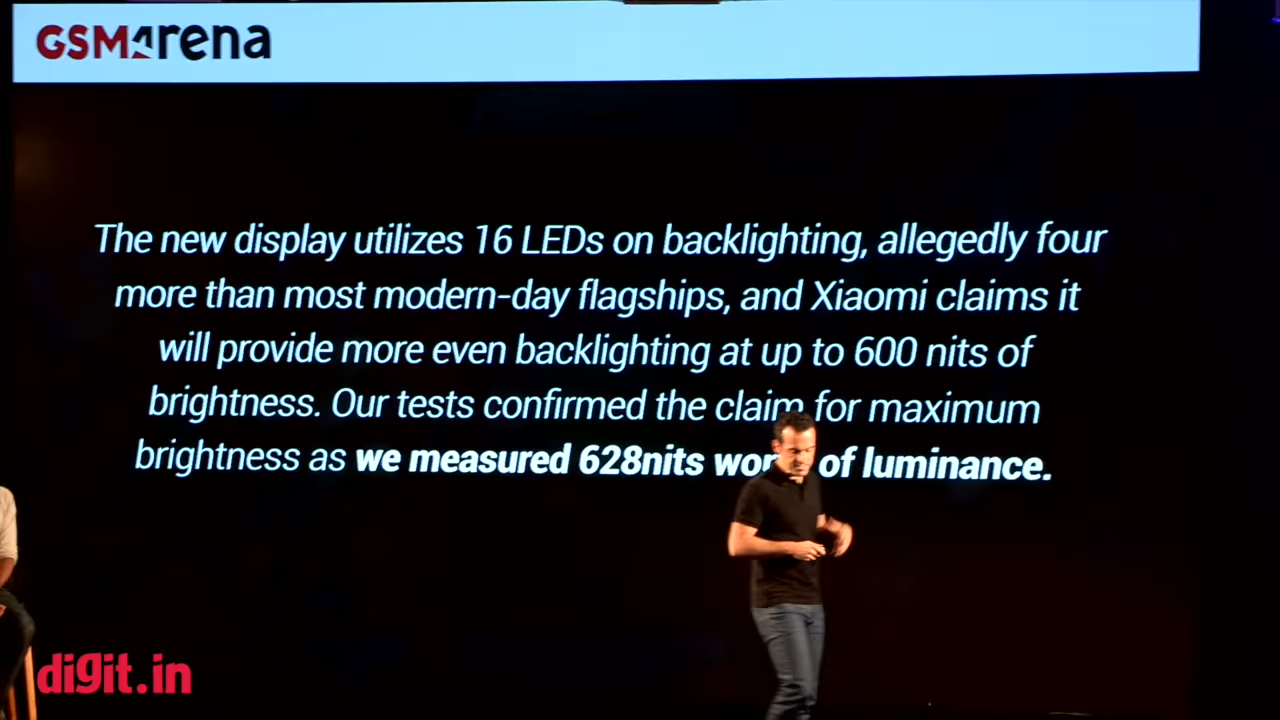 GSMArena
The new display utilizes 16 LEDs on backlighting, allegedly four
more than most modern-day flagships, and Xiaomi claims it
will provide more even backlighting at up to 600 nits of
brightness. Our tests confirmed the claim for maximum
brightness as we measured 628nits of luminance.
digit.in